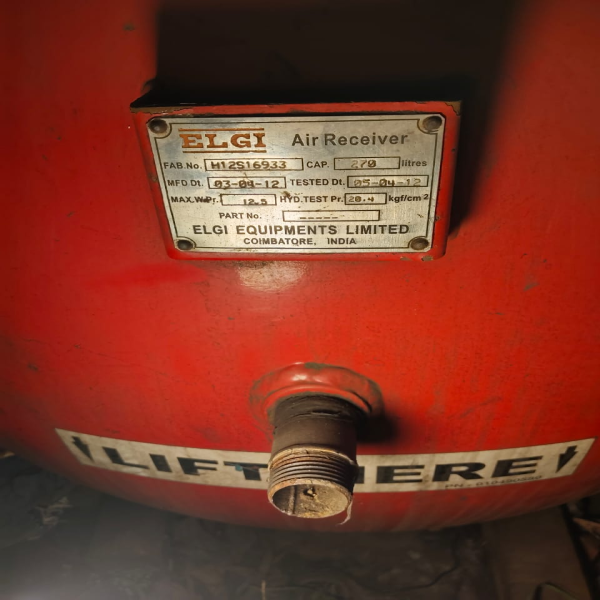 ELGI Air Receiver
FAB.No. H12S16933 CAP. 270 litres
MFD.Dt. 03-04-12 TESTED Dt. 05-04-12
MAX.W.Pr. 12.5 HYD.TEST Pr. 20.4 kgf/cm²
PART No. -----
ELGI EQUIPMENTS LIMITED
COIMBATORE, INDIA
LIFT HERE